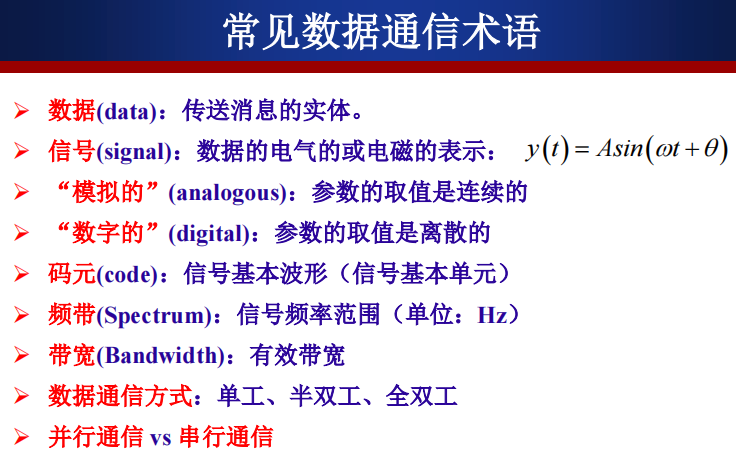 常见数据通信术语
➢ 数据(data)：传送消息的实体。
➢ 信号(signal)：数据的电气的或电磁的表示： y(t) = Asin(ωt + θ)
➢ “模拟的”(analogous)：参数的取值是连续的
➢ “数字的”(digital)：参数的取值是离散的
➢ 码元(code)：信号基本波形（信号基本单元）
➢ 频带(Spectrum)：信号频率范围（单位：Hz）
➢ 带宽(Bandwidth)：有效带宽
➢ 数据通信方式：单工、半双工、全双工
➢ 并行通信 vs 串行通信